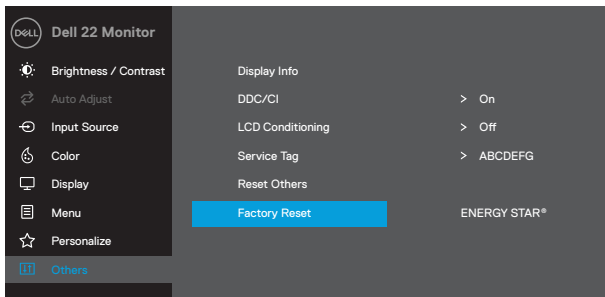 DELL Dell 22 Monitor
Brightness / Contrast Display Info
Auto Adjust DDC/CI > On
Input Source LCD Conditioning > Off
Color Service Tag > ABCDEFG
Display Reset Others
Menu Factory Reset ENERGY STAR®
Personalize
Others